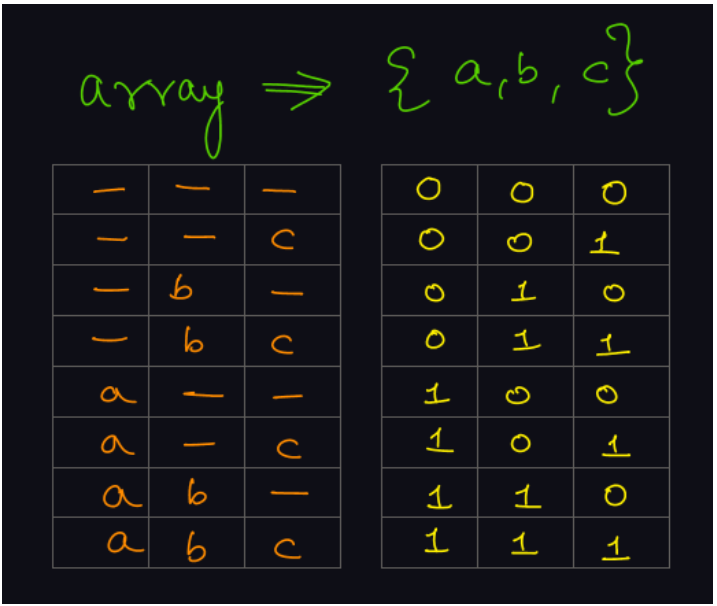 array ⇒ { a, b, c}
— — — 0 0 0
— — c 0 0 1
— b — 0 1 0
— b c 0 1 1
a — — 1 0 0
a — c 1 0 1
a b — 1 1 0
a b c 1 1 1